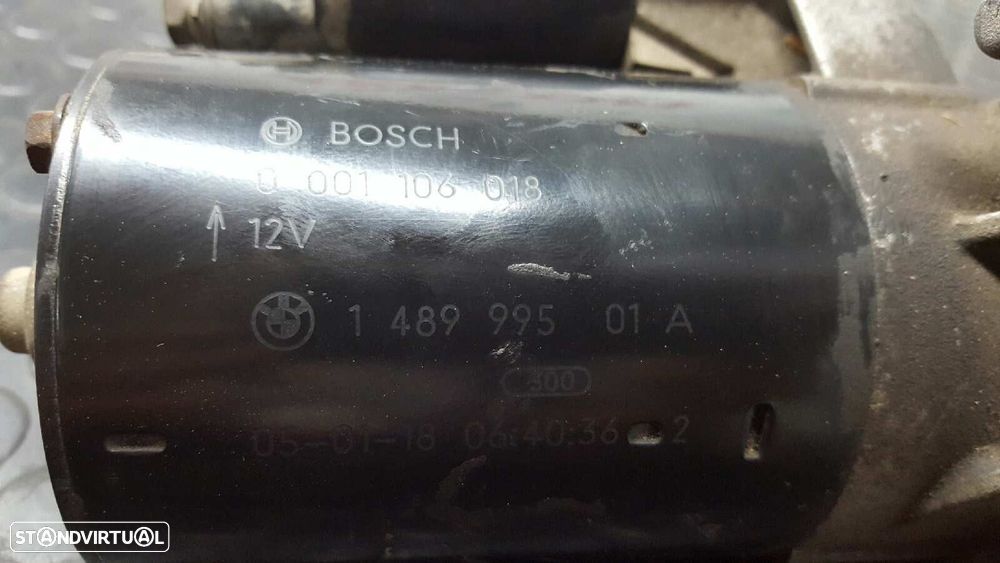 BOSCH
0 001 106 018
12V
1 489 995 01 A
300
05-01-18 06:40:36 2
STANDVIRTUAL